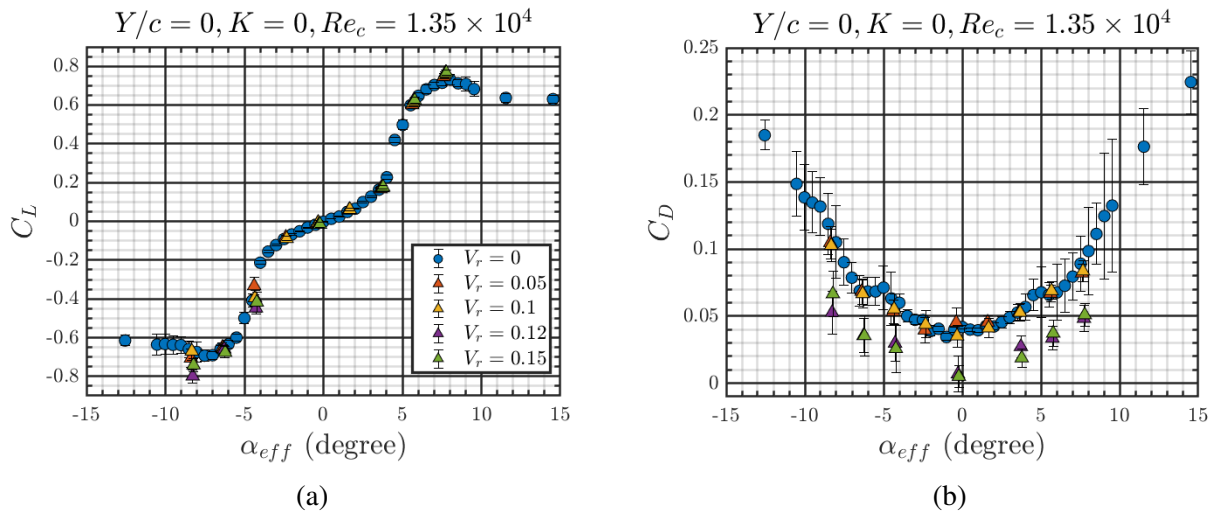 Y/c = 0, K = 0, Re_c = 1.35 × 10^4
0.8
0.6
0.4
0.2
0
-0.2
-0.4
-0.6
-0.8
C_L
-15
-10
-5
0
5
10
15
α_eff (degree)
V_r = 0
V_r = 0.05
V_r = 0.1
V_r = 0.12
V_r = 0.15
(a)
Y/c = 0, K = 0, Re_c = 1.35 × 10^4
0.25
0.2
0.15
0.1
0.05
0
C_D
-15
-10
-5
0
5
10
15
α_eff (degree)
(b)